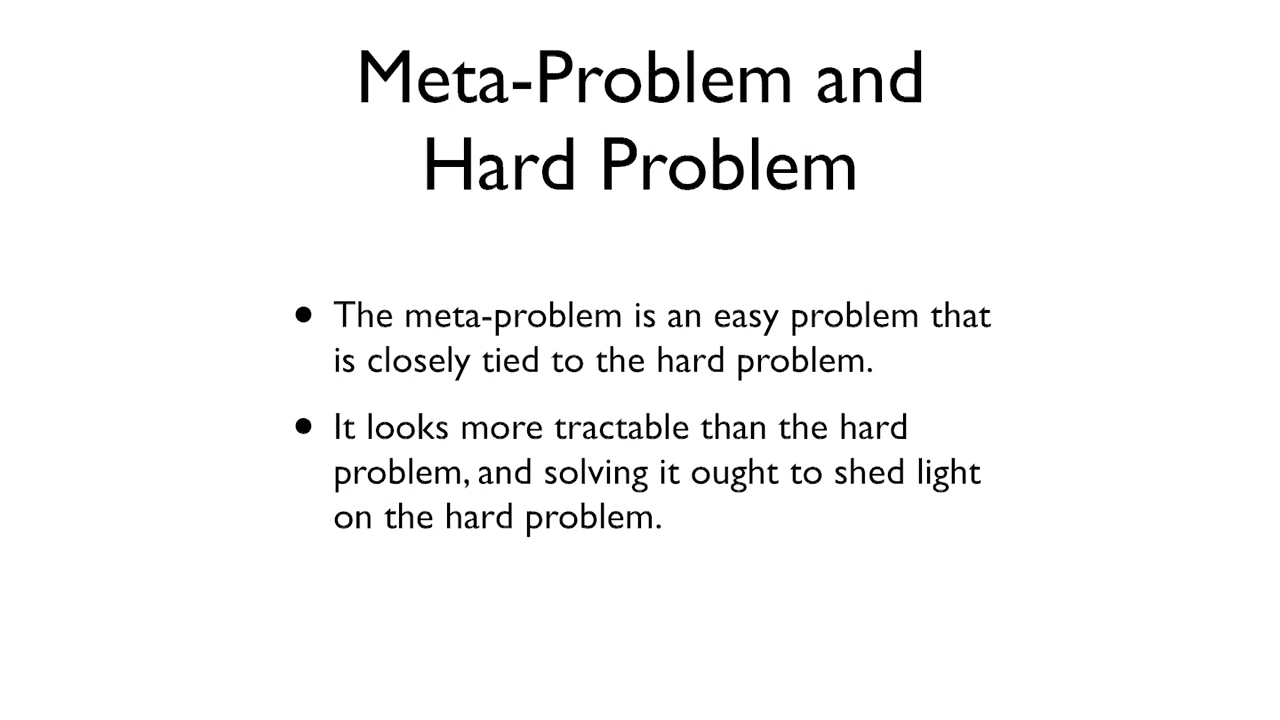 Meta-Problem and
Hard Problem
• The meta-problem is an easy problem that
is closely tied to the hard problem.
• It looks more tractable than the hard
problem, and solving it ought to shed light
on the hard problem.